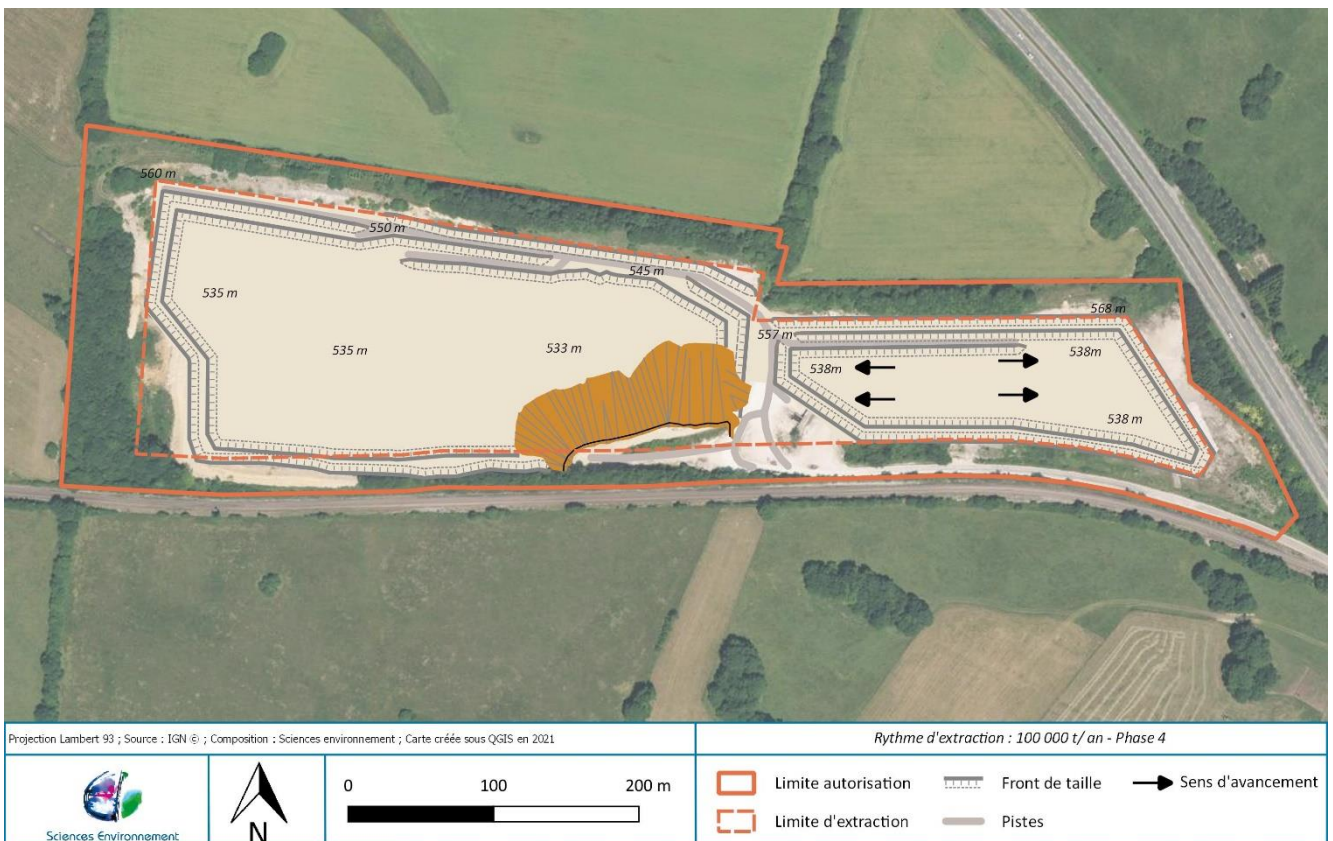 560 m
550 m
545 m
535 m
568 m
557 m
535 m
533 m
538m
538m
538 m
Projection Lambert 93 ; Source : IGN © ; Composition : Sciences environnement ; Carte créée sous QGIS en 2021
Rythme d'extraction : 100 000 t/ an - Phase 4
0 100 200 m
Limite autorisation
Front de taille
Sens d'avancement
Limite d'extraction
Pistes
Sciences Environnement
N